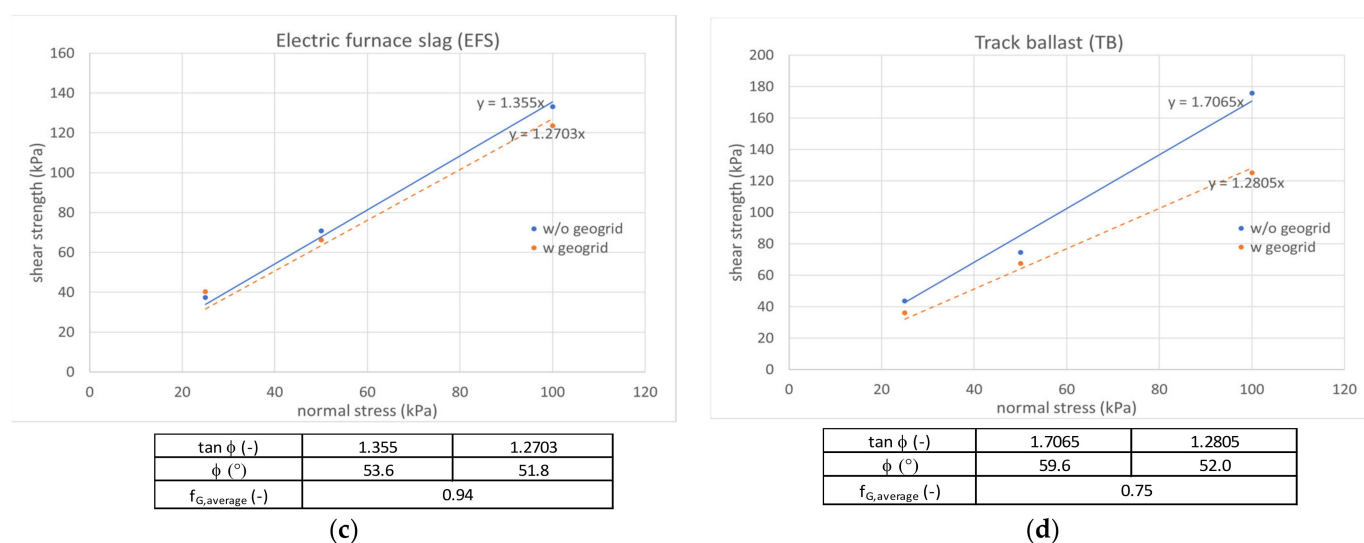 Electric furnace slag (EFS)
160
140
120
100
80
60
40
20
0
shear strength (kPa)
y = 1.355x
y = 1.2703x
w/o geogrid
w geogrid
0 20 40 60 80 100 120
normal stress (kPa)
tan ϕ (-) 1.355 1.2703
ϕ (°) 53.6 51.8
fG,average (-) 0.94
(c)
Track ballast (TB)
200
180
160
140
120
100
80
60
40
20
0
shear strength (kPa)
y = 1.7065x
y = 1.2805x
w/o geogrid
w geogrid
0 20 40 60 80 100 120
normal stress (kPa)
tan ϕ (-) 1.7065 1.2805
ϕ (°) 59.6 52.0
fG,average (-) 0.75
(d)